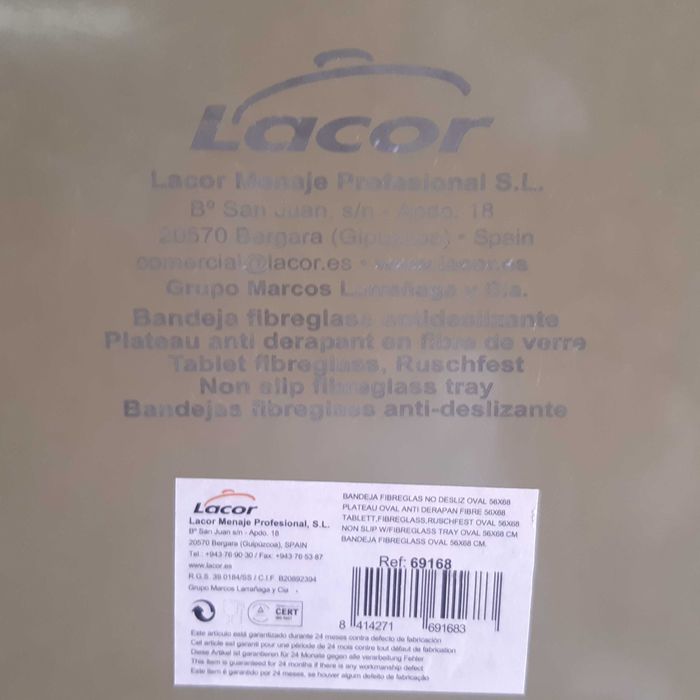 Lacor
Lacor Menaje Profesional S.L.
Bº San Juan, s/n - Apdo. 18
20570 Bergara (Gipuzcoa) - Spain
comercial@lacor.es - www.lacor.es
Grupo Marcos Larrañaga y Cia.
Bandeja fibreglass antideslizante
Plateau anti derapant en fibre de verre
Tablet fibreglass, Ruschfest
Non slip fibreglass tray
Bandejas fibreglass anti-deslizante
Lacor
Lacor Menaje Profesional, S.L.
Bº San Juan s/n - Apdo. 18
20570 Bergara (Guipúzcoa), SPAIN
Tel.: +943 76 90 30 / Fax: +943 76 53 87
www.lacor.es
R.G.S. 39.0184/SS / C.I.F. B20892394
Grupo Marcos Larrañaga y Cia
CERT
BANDEJA FIBREGLAS NO DESLIZ OVAL 56X68
PLATEAU OVAL ANTI DERAPAN FIBRE 56X68
TABLETT,FIBREGLASS,RUSCHFEST OVAL 56X68
NON SLIP W/FIBREGLASS TRAY OVAL 56X68 CM
BANDEJA FIBREGLASS OVAL 56X68 CM.
Ref: 69168
8 414271 691683
Este artículo está garantizado durante 24 meses contra defecto de fabricación
Cet article est garanti pour une période de 24 mois contre tout défaut de fabrication
Diese Artikel ist garantieren für 24 Monate gegen alle verarbeitung Fehler
This item is guaranteed for 24 months if there is any workmanship defect
Este item é garantido por 24 meses, se houver algum defeito de fabricação